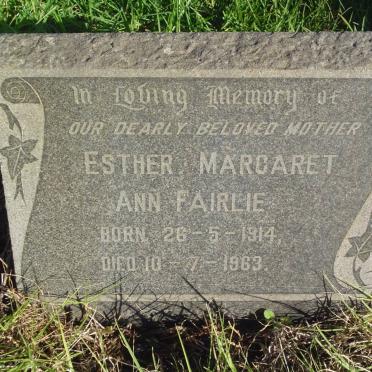 In Loving Memory of
OUR DEARLY BELOVED MOTHER
ESTHER MARGARET
ANN FAIRLIE
BORN 26-5-1914,
DIED 10-7-1963